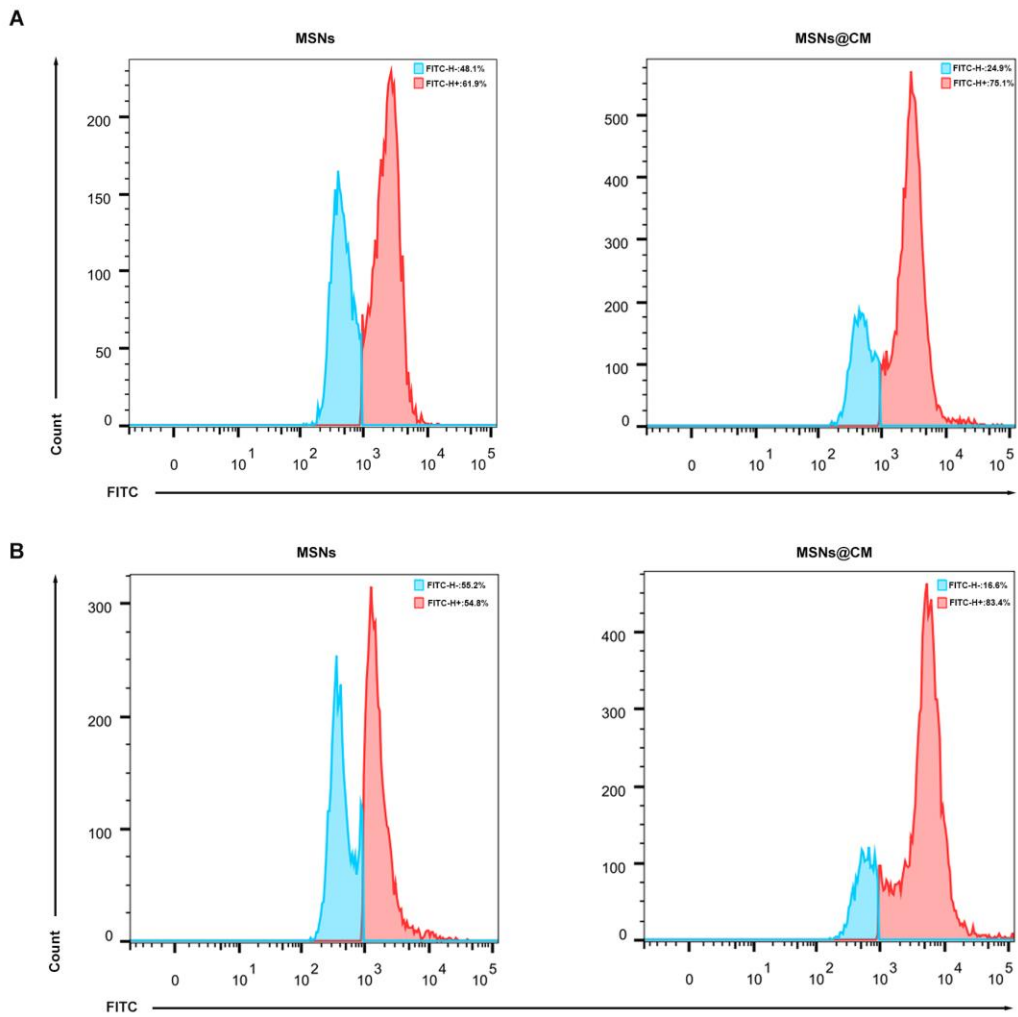 A
MSNs
MSNs@CM
FITC-H-:48.1%
FITC-H+:61.9%
FITC-H-:24.9%
FITC-H+:75.1%
200
150
100
50
0
500
400
300
200
100
0
Count
0 10^1 10^2 10^3 10^4 10^5
0 10^1 10^2 10^3 10^4 10^5
FITC
B
MSNs
MSNs@CM
FITC-H-:55.2%
FITC-H+:54.8%
FITC-H-:16.6%
FITC-H+:83.4%
300
200
100
0
400
300
200
100
0
Count
0 10^1 10^2 10^3 10^4 10^5
0 10^1 10^2 10^3 10^4 10^5
FITC